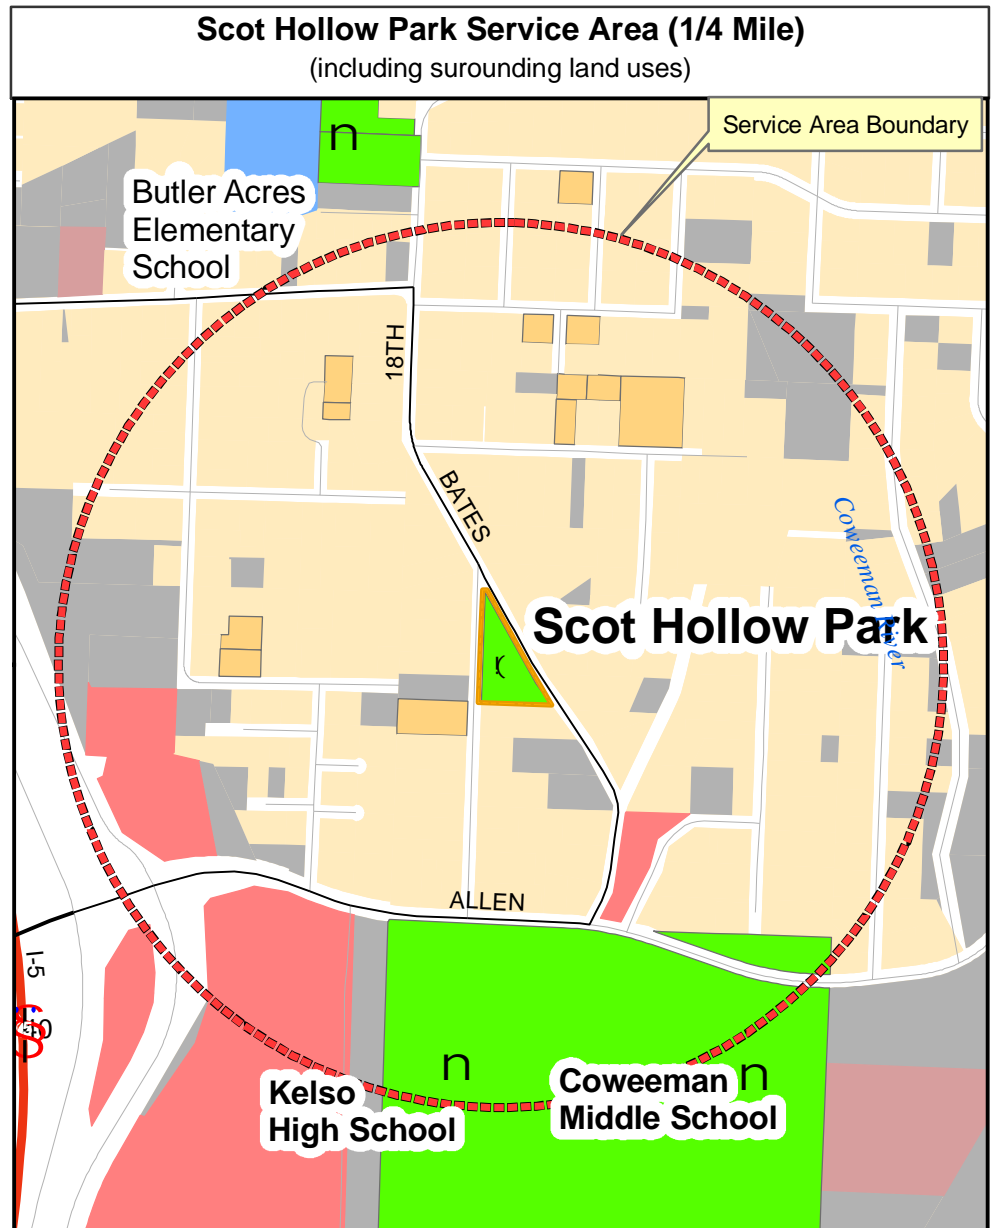 Scot Hollow Park Service Area (1/4 Mile)
(including surounding land uses)
Service Area Boundary
n
Butler Acres
Elementary
School
18TH
BATES
Coweeman River
Scot Hollow Park
ALLEN
I-5
n
n
Kelso
High School
Coweeman
Middle School